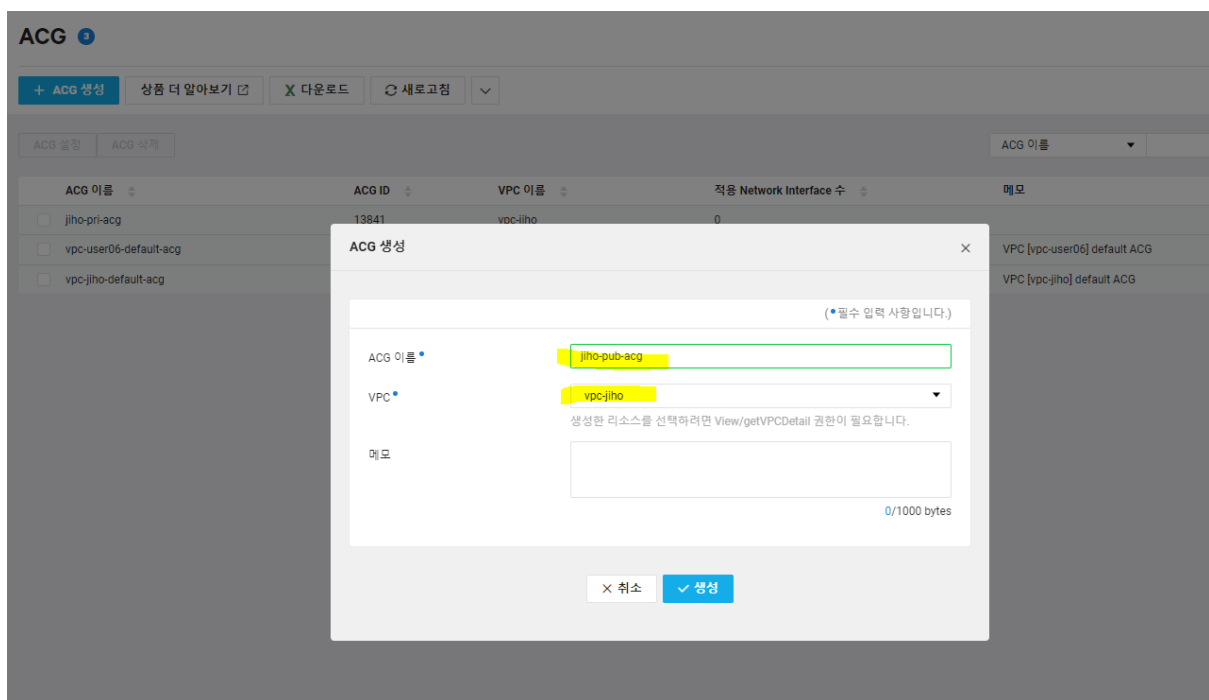 ACG 3
+ ACG 생성 상품 더 알아보기 X 다운로드 새로고침
ACG 설정 ACG 삭제 ACG 이름
ACG 이름 ACG ID VPC 이름 적용 Network Interface 수 메모
jiho-pri-acg 13841 vpc-jiho 0
vpc-user06-default-acg VPC [vpc-user06] default ACG
vpc-jiho-default-acg VPC [vpc-jiho] default ACG
ACG 생성
(•필수 입력 사항입니다.)
ACG 이름• jiho-pub-acg
VPC• vpc-jiho
생성한 리소스를 선택하려면 View/getVPCDetail 권한이 필요합니다.
메모
0/1000 bytes
취소 생성